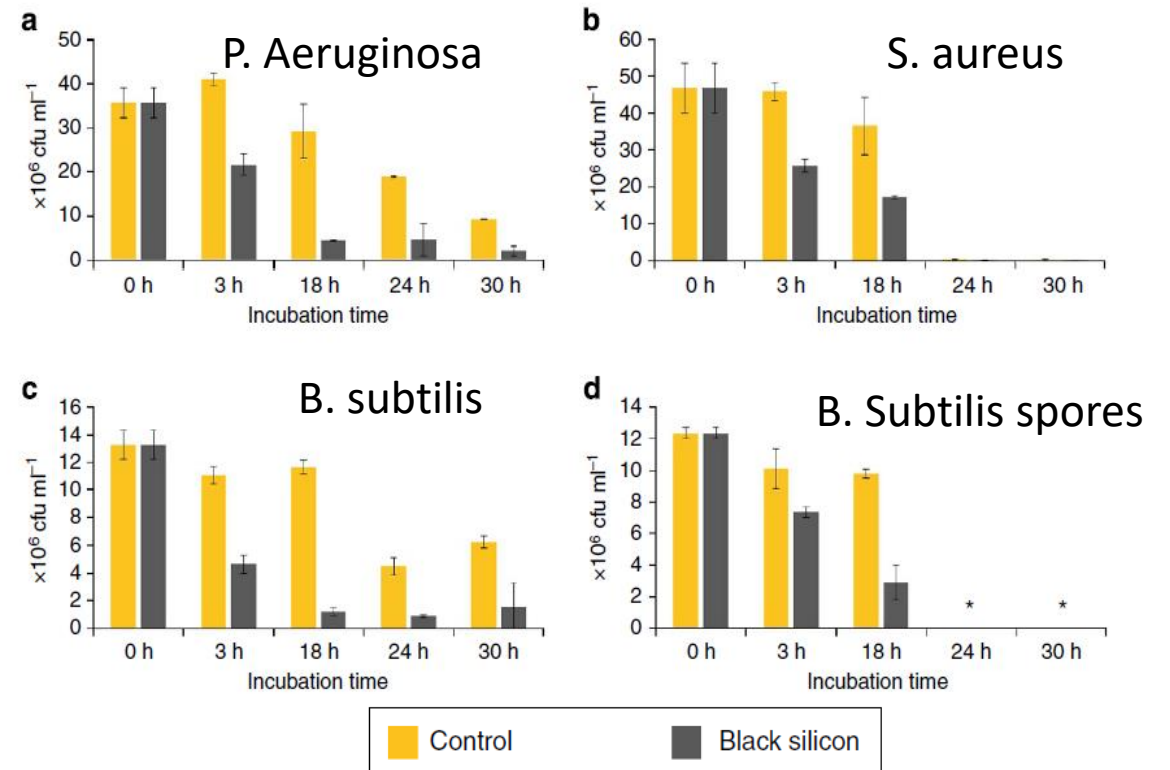 a
P. Aeruginosa
50
40
30
20
10
0
×10⁶ cfu ml⁻¹
0 h 3 h 18 h 24 h 30 h
Incubation time
b
S. aureus
60
50
40
30
20
10
0
×10⁶ cfu ml⁻¹
0 h 3 h 18 h 24 h 30 h
Incubation time
c
B. subtilis
16
14
12
10
8
6
4
2
0
×10⁶ cfu ml⁻¹
0 h 3 h 18 h 24 h 30 h
Incubation time
d
B. Subtilis spores
14
12
10
8
6
4
2
0
×10⁶ cfu ml⁻¹
* *
0 h 3 h 18 h 24 h 30 h
Incubation time
Control Black silicon